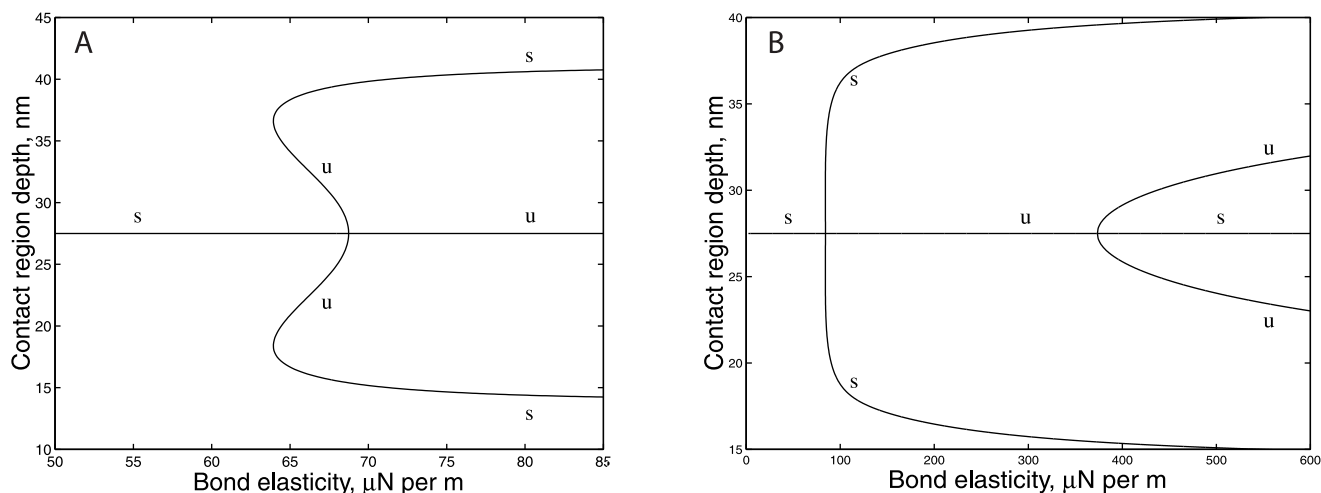 A
45
40
35
30
25
20
15
10
50
55
60
65
70
75
80
85
Contact region depth, nm
Bond elasticity, µN per m
s
s
u
u
u
s
B
40
35
30
25
20
15
0
100
200
300
400
500
600
Contact region depth, nm
Bond elasticity, µN per m
s
s
u
s
u
u
s